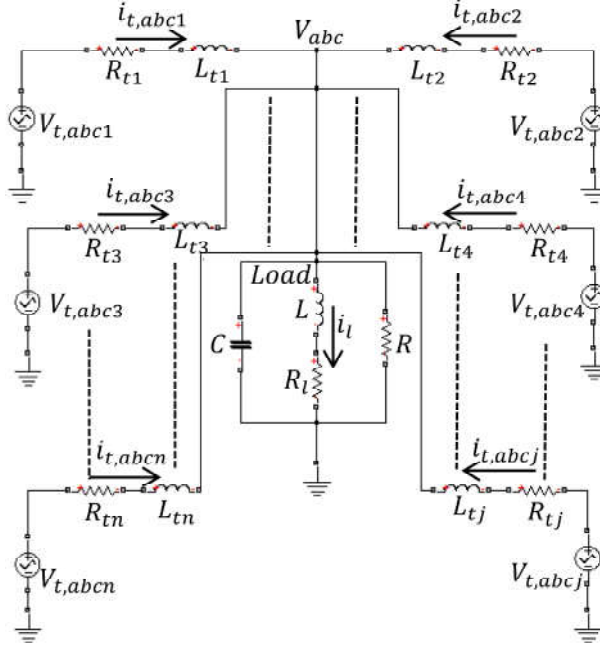 i_{t,abc1} V_{abc} i_{t,abc2}
R_{t1} L_{t1} L_{t2} R_{t2}
V_{t,abc1} V_{t,abc2}
i_{t,abc3} i_{t,abc4}
R_{t3} L_{t3} L_{t4} R_{t4}
V_{t,abc3} Load V_{t,abc4}
L i_l
C R_l R
i_{t,abcn} i_{t,abcj}
R_{tn} L_{tn} L_{tj} R_{tj}
V_{t,abcn} V_{t,abcj}